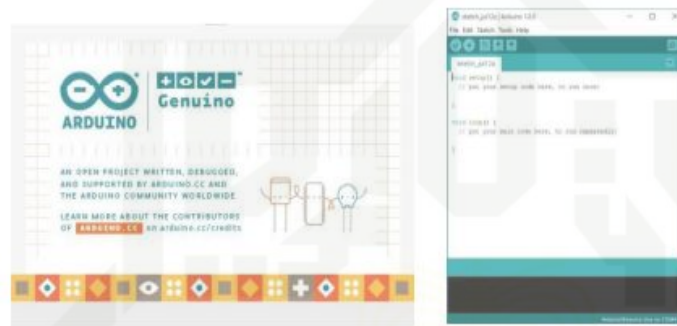 ARDUINO
Genuino
AN OPEN PROJECT WRITTEN, DEBUGGED,
AND SUPPORTED BY ARDUINO.CC AND
THE ARDUINO COMMUNITY WORLDWIDE
LEARN MORE ABOUT THE CONTRIBUTORS
OF ARDUINO.CC on arduino.cc/credits
File Edit Sketch Tools Help
void setup() {
// put your setup code here, to run once:
}
void loop() {
// put your main code here, to run repeatedly:
}